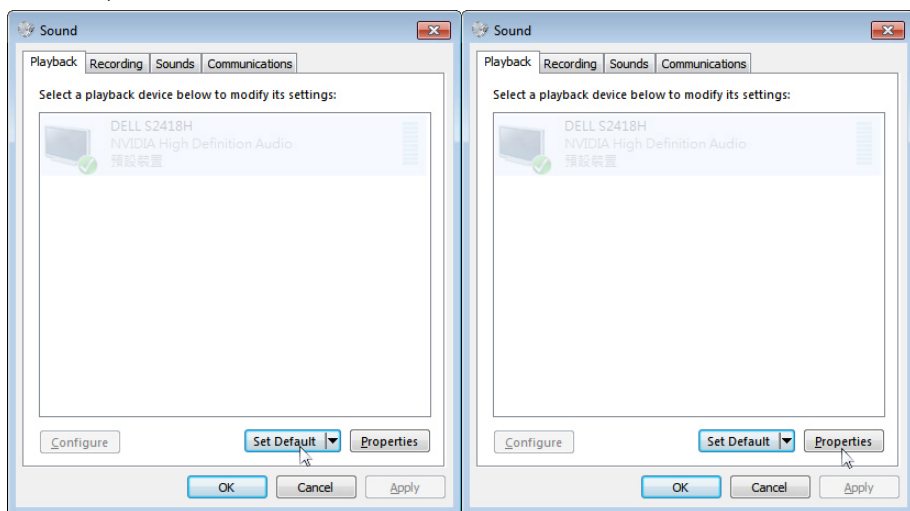 Sound
Playback Recording Sounds Communications
Select a playback device below to modify its settings:
DELL S2418H
NVIDIA High Definition Audio
預設裝置
Configure Set Default Properties
OK Cancel Apply
Sound
Playback Recording Sounds Communications
Select a playback device below to modify its settings:
DELL S2418H
NVIDIA High Definition Audio
預設裝置
Configure Set Default Properties
OK Cancel Apply